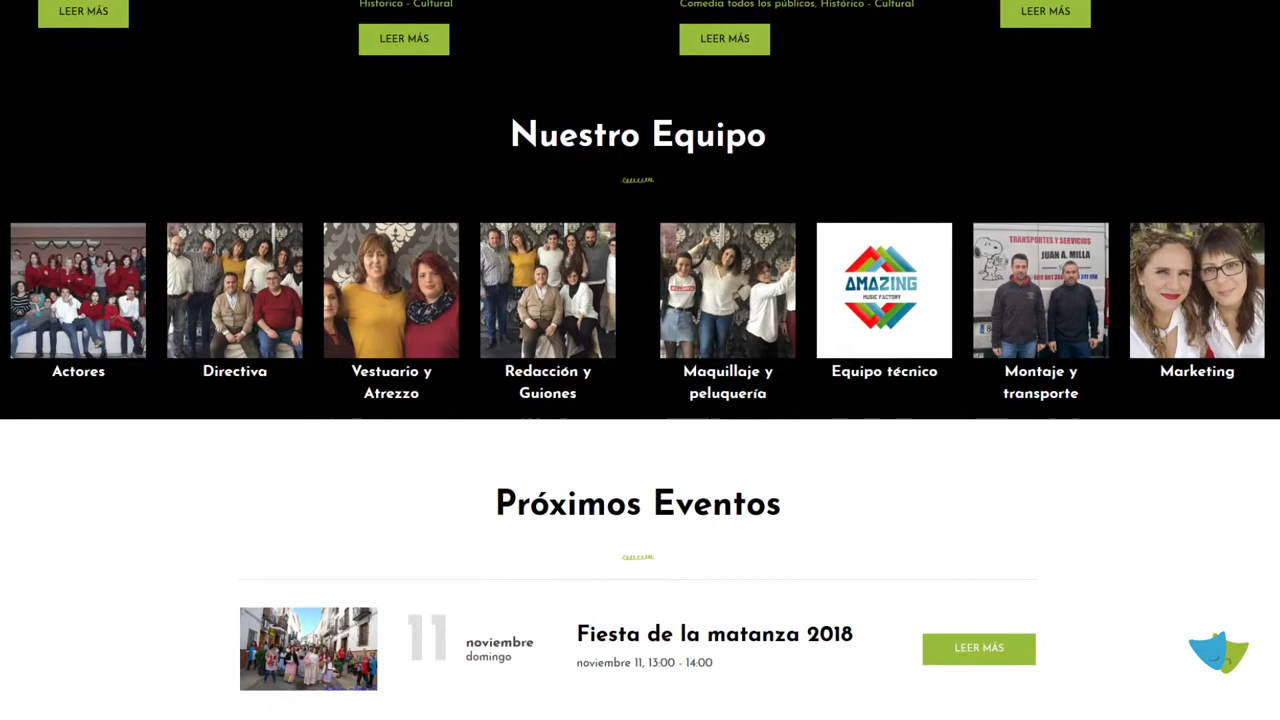 LEER MÁS
Histórico - Cultural
LEER MÁS
Comedia todos los públicos, Histórico - Cultural
LEER MÁS
LEER MÁS
Nuestro Equipo
TRANSPORTES Y SERVICIOS
JUAN A. MILLA
AMAZING
MUSIC FACTORY
Actores
Directiva
Vestuario y
Atrezzo
Redacción y
Guiones
Maquillaje y
peluquería
Equipo técnico
Montaje y
transporte
Marketing
Próximos Eventos
11
noviembre
domingo
Fiesta de la matanza 2018
noviembre 11, 13:00 - 14:00
LEER MÁS